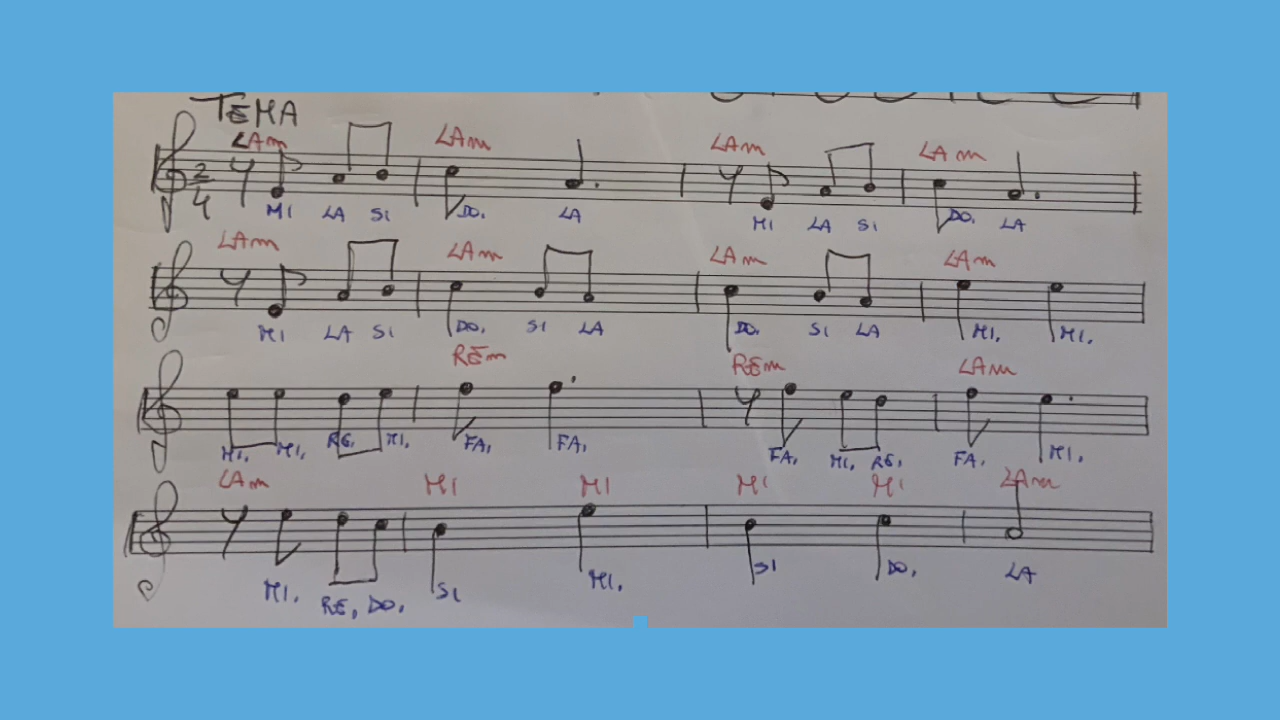 TEMA
LAm LAm LAm LAm
2
4
MI LA SI DO. LA MI LA SI DO. LA
LAm LAm LAm LAm
MI LA SI DO. SI LA DO. SI LA MI. MI.
REm REm LAm
MI. MI. RE. MI. FA. FA. FA. MI. RE. FA. MI.
LAm MI MI MI MI LAm
MI. RE. DO. SI MI. SI DO. LA